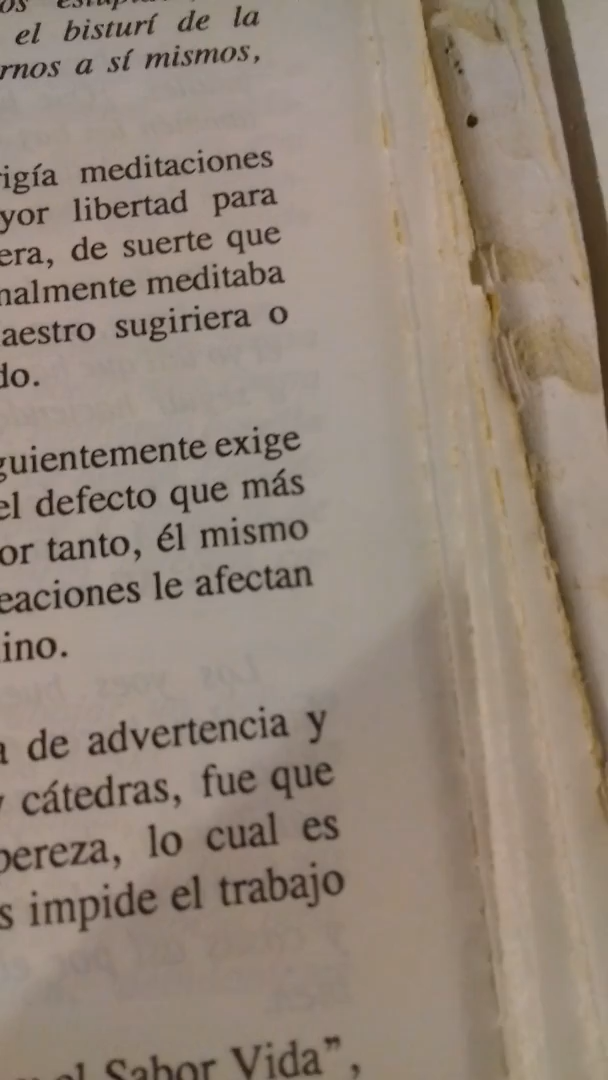 el bisturí de la
rnos a sí mismos,
rigía meditaciones
yor libertad para
era, de suerte que
nalmente meditaba
aestro sugiriera o
do.
guientemente exige
el defecto que más
or tanto, él mismo
eaciones le afectan
ino.
a de advertencia y
y cátedras, fue que
pereza, lo cual es
s impide el trabajo
el Sabor Vida",